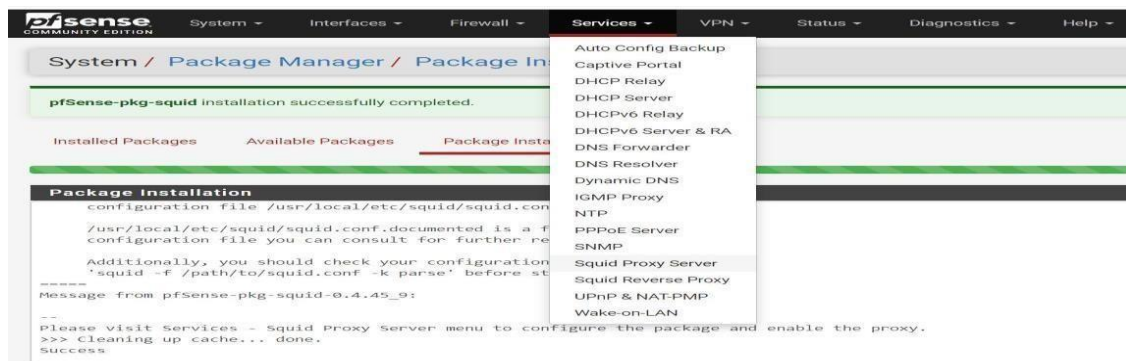 pfsense
COMMUNITY EDITION
System Interfaces Firewall Services VPN Status Diagnostics Help
System / Package Manager / Package In
pfSense-pkg-squid installation successfully completed.
Installed Packages Available Packages Package Insta
Package Installation
configuration file /usr/local/etc/squid/squid.con
/usr/local/etc/squid/squid.conf.documented is a f
configuration file you can consult for further re
Additionally, you should check your configuration
'squid -f /path/to/squid.conf -k parse' before st
-----
Message from pfSense-pkg-squid-0.4.45_9:
--
Please visit Services - Squid Proxy Server menu to configure the package and enable the proxy.
>>> Cleaning up cache... done.
Success
Auto Config Backup
Captive Portal
DHCP Relay
DHCP Server
DHCPv6 Relay
DHCPv6 Server & RA
DNS Forwarder
DNS Resolver
Dynamic DNS
IGMP Proxy
NTP
PPPoE Server
SNMP
Squid Proxy Server
Squid Reverse Proxy
UPnP & NAT-PMP
Wake-on-LAN